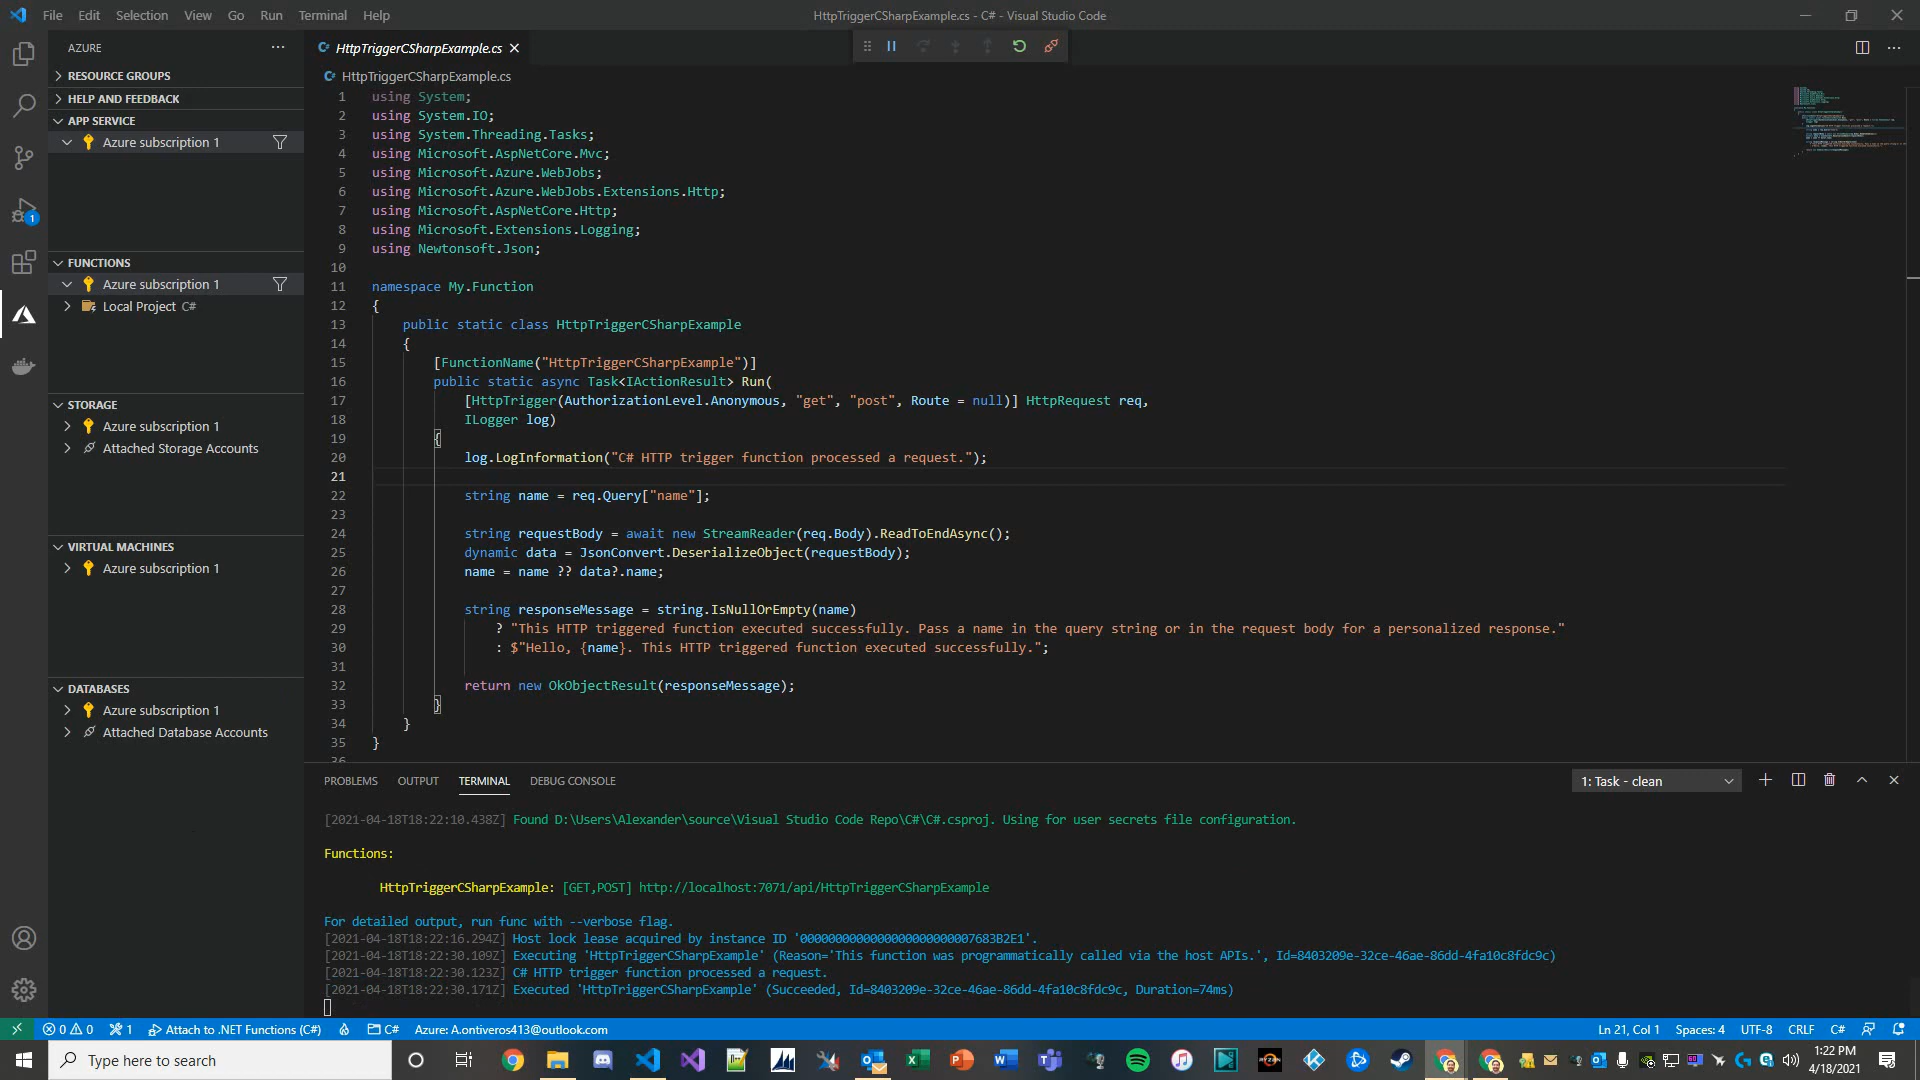 File Edit Selection View Go Run Terminal Help
HttpTriggerCSharpExample.cs - C# - Visual Studio Code
AZURE
RESOURCE GROUPS
HELP AND FEEDBACK
APP SERVICE
Azure subscription 1
FUNCTIONS
Azure subscription 1
Local Project C#
STORAGE
Azure subscription 1
Attached Storage Accounts
VIRTUAL MACHINES
Azure subscription 1
DATABASES
Azure subscription 1
Attached Database Accounts
1
HttpTriggerCSharpExample.cs
HttpTriggerCSharpExample.cs
1 using System;
2 using System.IO;
3 using System.Threading.Tasks;
4 using Microsoft.AspNetCore.Mvc;
5 using Microsoft.Azure.WebJobs;
6 using Microsoft.Azure.WebJobs.Extensions.Http;
7 using Microsoft.AspNetCore.Http;
8 using Microsoft.Extensions.Logging;
9 using Newtonsoft.Json;
10
11 namespace My.Function
12 {
13 public static class HttpTriggerCSharpExample
14 {
15 [FunctionName("HttpTriggerCSharpExample")]
16 public static async Task<IActionResult> Run(
17 [HttpTrigger(AuthorizationLevel.Anonymous, "get", "post", Route = null)] HttpRequest req,
18 ILogger log)
19 {
20 log.LogInformation("C# HTTP trigger function processed a request.");
21
22 string name = req.Query["name"];
23
24 string requestBody = await new StreamReader(req.Body).ReadToEndAsync();
25 dynamic data = JsonConvert.DeserializeObject(requestBody);
26 name = name ?? data?.name;
27
28 string responseMessage = string.IsNullOrEmpty(name)
29 ? "This HTTP triggered function executed successfully. Pass a name in the query string or in the request body for a personalized response."
30 : $"Hello, {name}. This HTTP triggered function executed successfully.";
31
32 return new OkObjectResult(responseMessage);
33 }
34 }
35 }
36
PROBLEMS OUTPUT TERMINAL DEBUG CONSOLE
1: Task - clean
[2021-04-18T18:22:10.438Z] Found D:\Users\Alexander\source\Visual Studio Code Repo\C#\C#.csproj. Using for user secrets file configuration.
Functions:
HttpTriggerCSharpExample: [GET,POST] http://localhost:7071/api/HttpTriggerCSharpExample
For detailed output, run func with --verbose flag.
[2021-04-18T18:22:16.294Z] Host lock lease acquired by instance ID '0000000000000000000000007683B2E1'.
[2021-04-18T18:22:30.109Z] Executing 'HttpTriggerCSharpExample' (Reason='This function was programmatically called via the host APIs.', Id=8403209e-32ce-46ae-86dd-4fa10c8fdc9c)
[2021-04-18T18:22:30.123Z] C# HTTP trigger function processed a request.
[2021-04-18T18:22:30.171Z] Executed 'HttpTriggerCSharpExample' (Succeeded, Id=8403209e-32ce-46ae-86dd-4fa10c8fdc9c, Duration=74ms)
0 0 1 Attach to .NET Functions (C#) C# Azure: A.ontiveros413@outlook.com
Ln 21, Col 1 Spaces: 4 UTF-8 CRLF C#
Type here to search
1:22 PM
4/18/2021